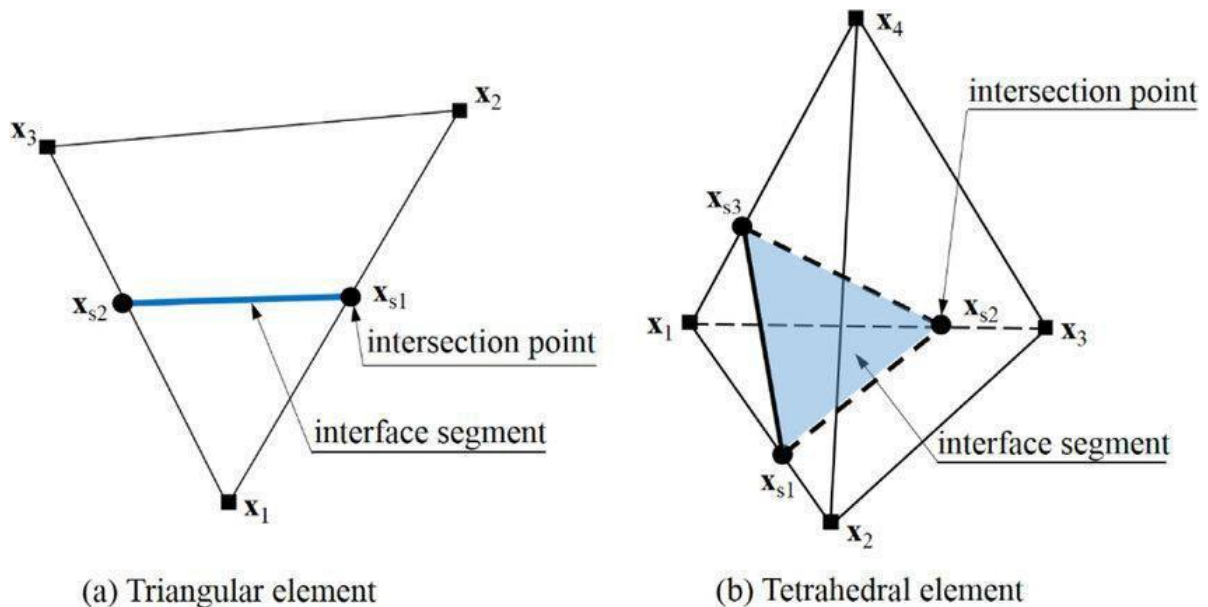 x2
x3
xs2
xs1
intersection point
interface segment
x1
(a) Triangular element
x4
intersection point
xs3
x1
xs2
x3
interface segment
xs1
x2
(b) Tetrahedral element